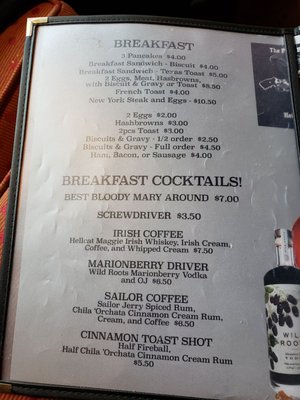 BREAKFAST
3 Pancakes $4.00
Breakfast Sandwich - Biscuit $4.00
Breakfast Sandwich - Texas Toast $5.00
2 Eggs, Meat, Hasbrowns,
with Biscuit & Gravy or Toast $8.50
French Toast $4.00
New York Steak and Eggs - $10.50
2 Eggs $2.00
Hashbrowns $3.00
2pcs Toast $3.00
Biscuits & Gravy - 1/2 order $2.50
Biscuits & Gravy - Full order $4.50
Ham, Bacon, or Sausage $4.00
BREAKFAST COCKTAILS!
BEST BLOODY MARY AROUND $7.00
SCREWDRIVER $3.50
IRISH COFFEE
Hellcat Maggie Irish Whiskey, Irish Cream,
Coffee, and Whipped Cream $7.50
MARIONBERRY DRIVER
Wild Roots Marionberry Vodka
and OJ $6.50
SAILOR COFFEE
Sailor Jerry Spiced Rum,
Chila 'Orchata Cinnamon Cream Rum,
Cream, and Coffee $6.50
CINNAMON TOAST SHOT
Half Fireball,
Half Chila 'Orchata Cinnamon Cream Rum
$5.50
The
WIL
ROO